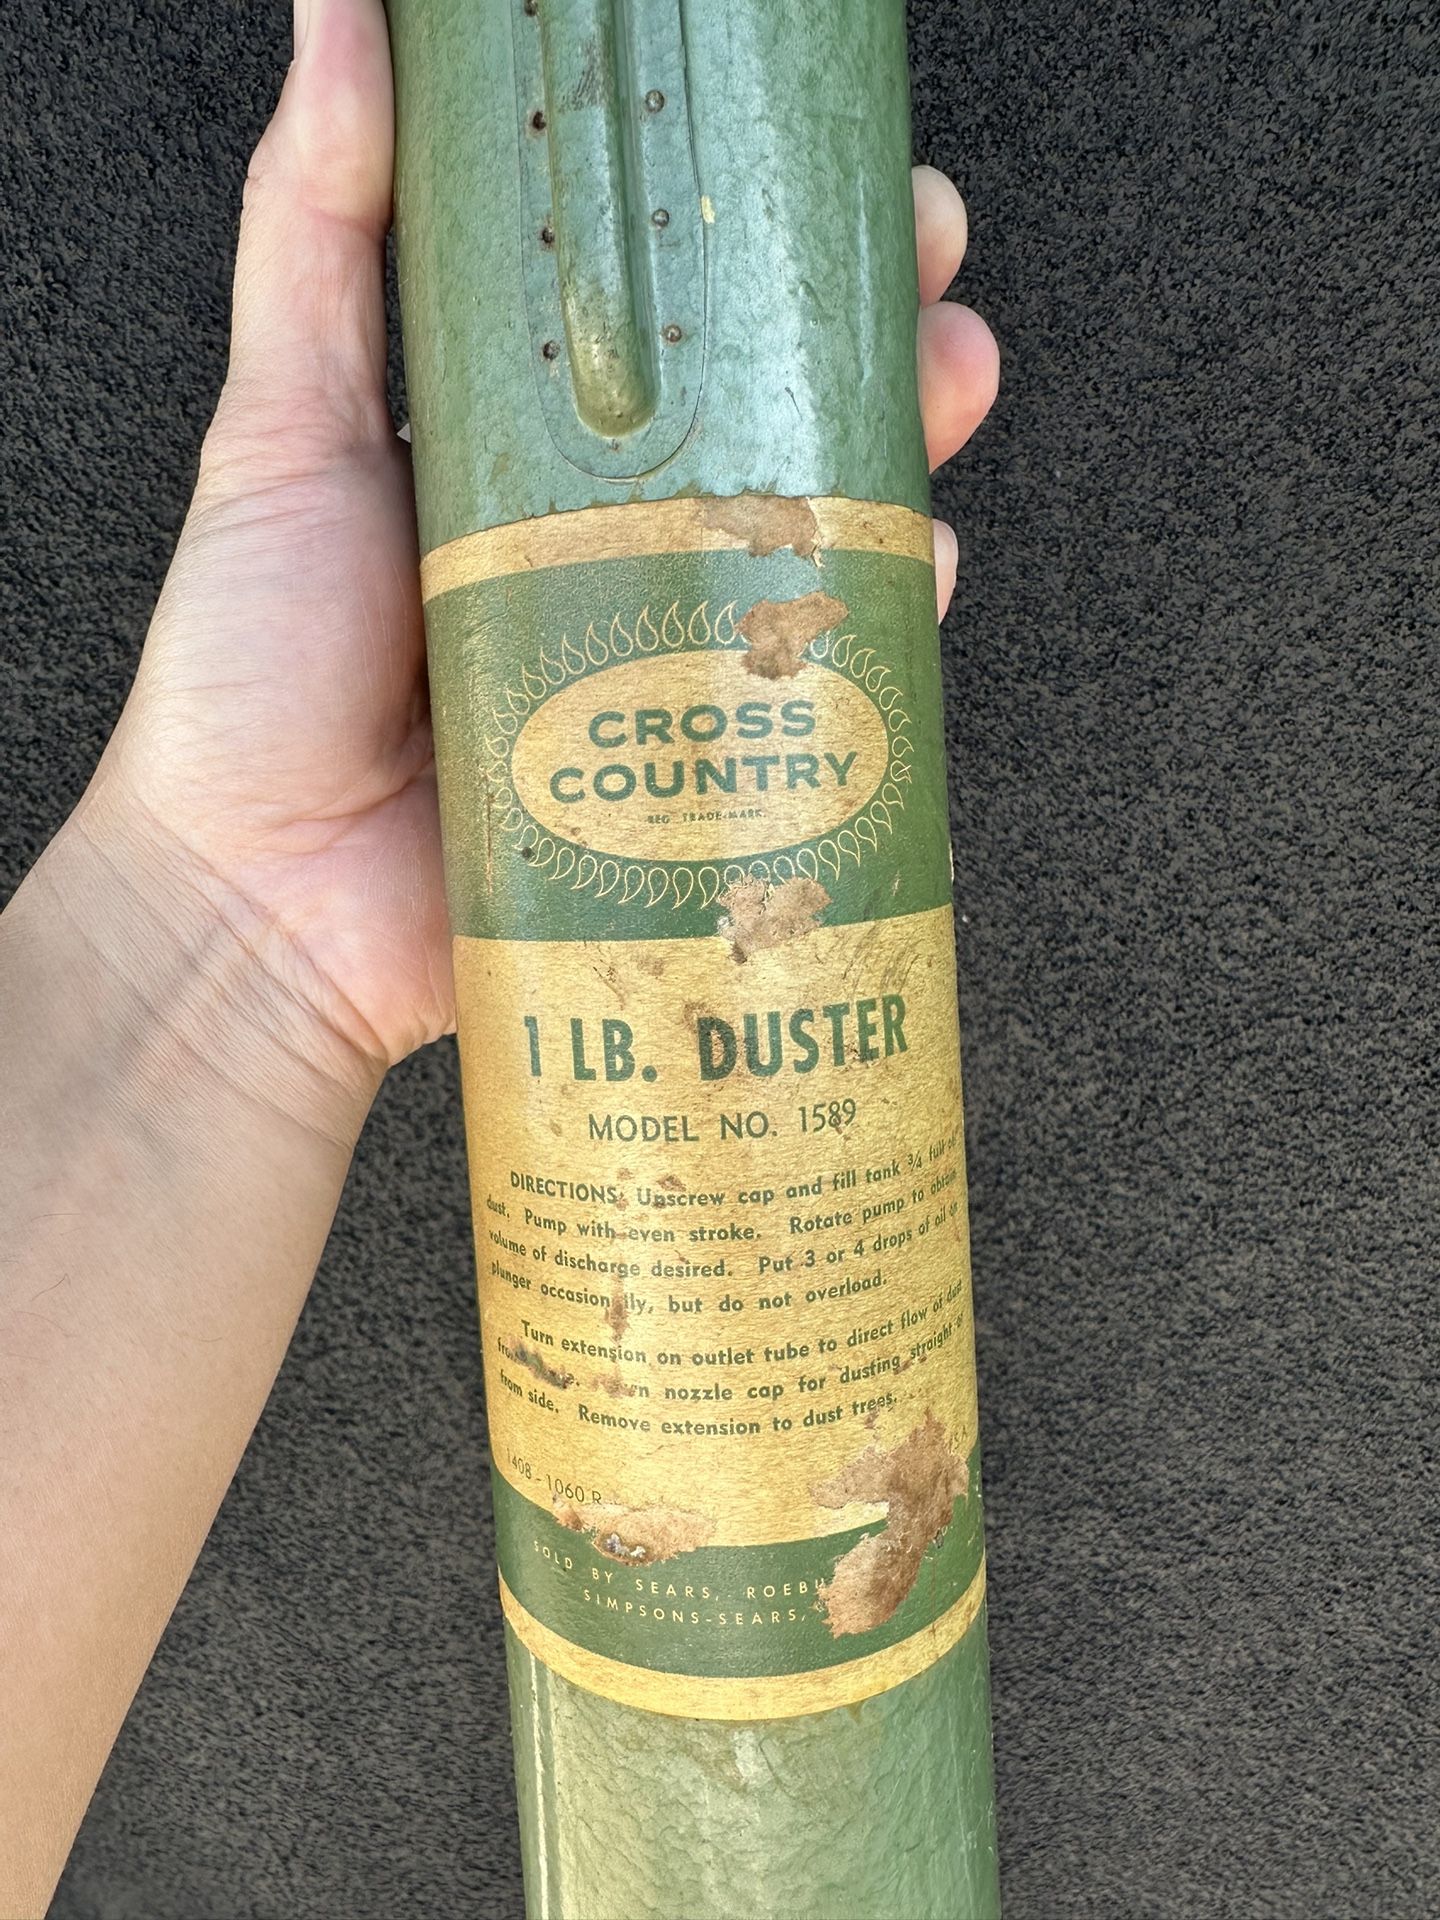 CROSS
COUNTRY
REG TRADE-MARK.
1 LB. DUSTER
MODEL NO. 1589
DIRECTIONS: Unscrew cap and fill tank ¾ full
dust. Pump with even stroke. Rotate pump to obtain
volume of discharge desired. Put 3 or 4 drops of oil
plunger occasionally, but do not overload.
Turn extension on outlet tube to direct flow of dust
nozzle cap for dusting straight
from side. Remove extension to dust trees.
1408-1060 R
SOLD BY SEARS,
SIMPSONS-SEARS,